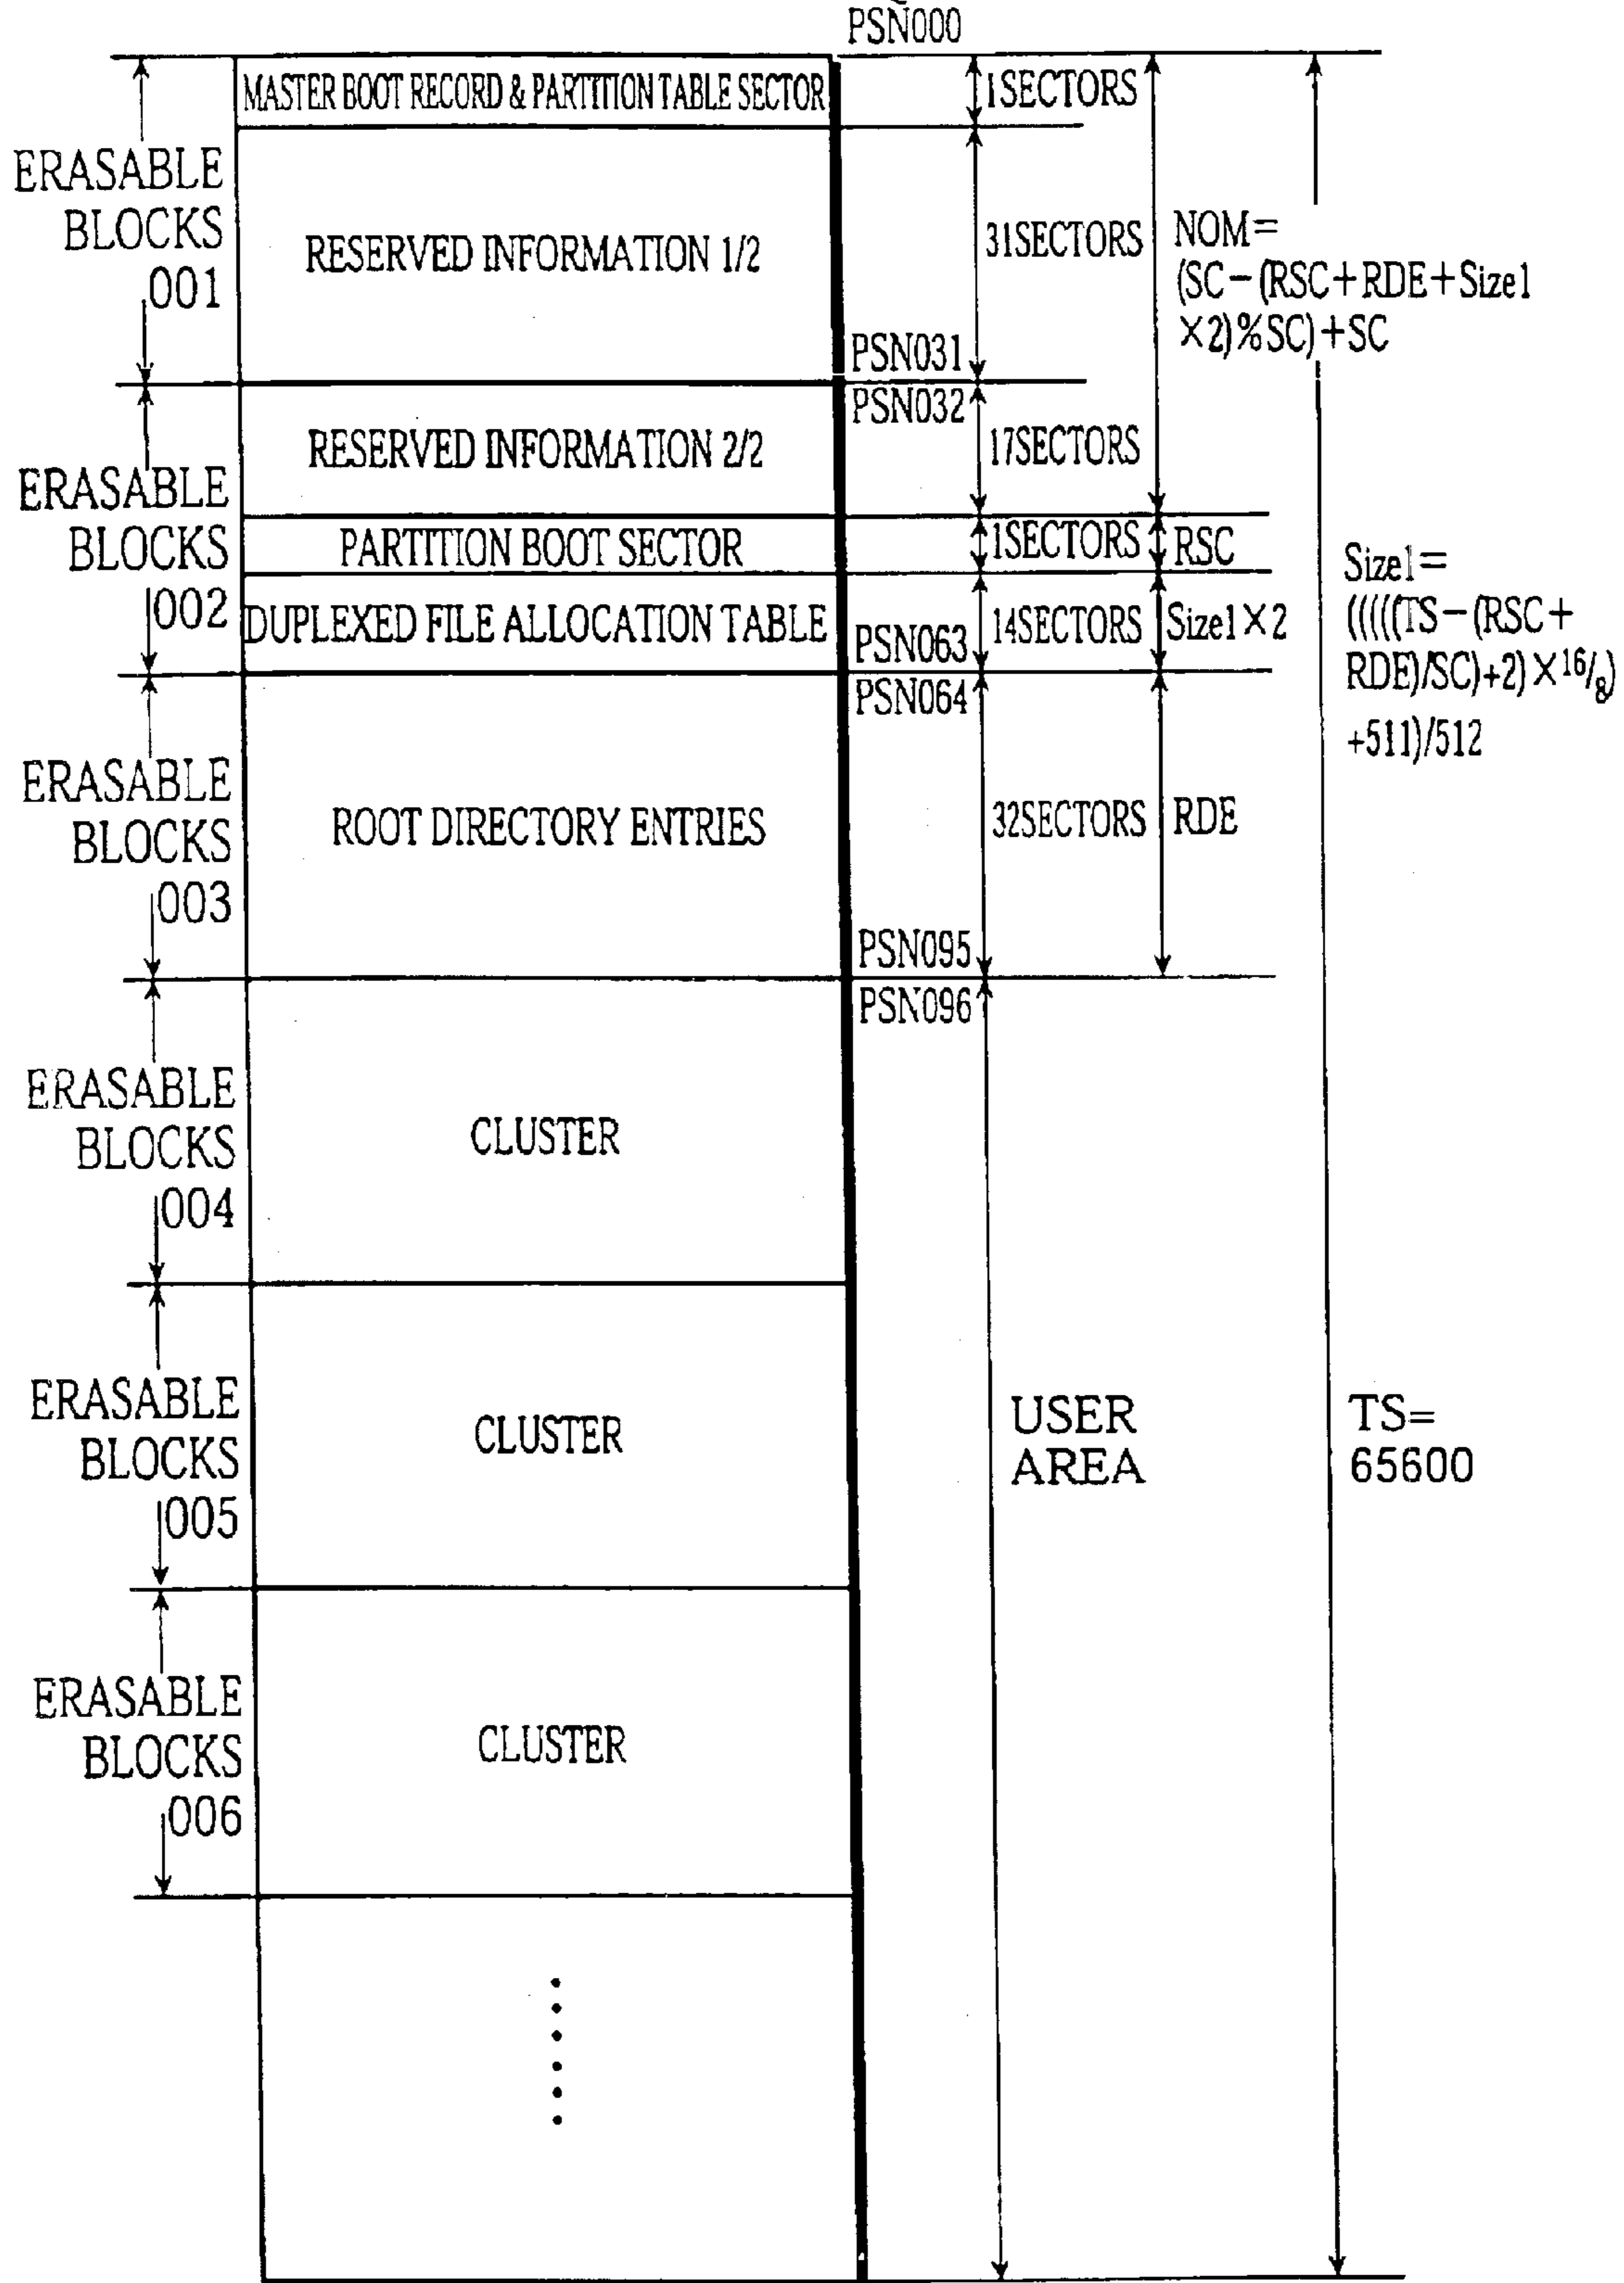 PSN000
MASTER BOOT RECORD & PARTITION TABLE SECTOR
1SECTORS
ERASABLE
BLOCKS
001
RESERVED INFORMATION 1/2
31SECTORS
NOM=
(SC-(RSC+RDE+Size1
×2)%SC)+SC
PSN031
PSN032
RESERVED INFORMATION 2/2
17SECTORS
ERASABLE
BLOCKS
002
PARTITION BOOT SECTOR
1SECTORS
RSC
DUPLEXED FILE ALLOCATION TABLE
PSN063
14SECTORS
Size1×2
Size1=
(((((TS-(RSC+
RDE)/SC)+2)×16/8)
+511)/512
PSN064
ERASABLE
BLOCKS
003
ROOT DIRECTORY ENTRIES
32SECTORS
RDE
PSN095
PSN096
ERASABLE
BLOCKS
004
CLUSTER
ERASABLE
BLOCKS
005
CLUSTER
USER
AREA
TS=
65600
ERASABLE
BLOCKS
006
CLUSTER